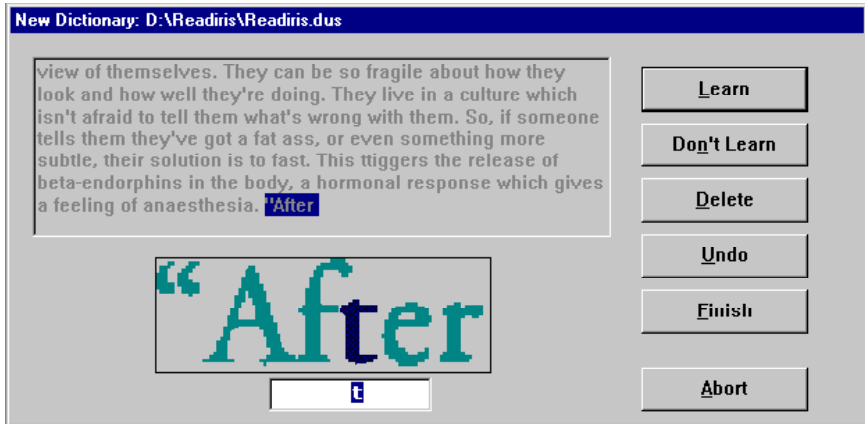 New Dictionary: D:\Readiris\Readiris.dus
view of themselves. They can be so fragile about how they
look and how well they're doing. They live in a culture which
isn't afraid to tell them what's wrong with them. So, if someone
tells them they've got a fat ass, or even something more
subtle, their solution is to fast. This ttiggers the release of
beta-endorphins in the body, a hormonal response which gives
a feeling of anaesthesia. "After
“After
t
Learn
Don't Learn
Delete
Undo
Finish
Abort